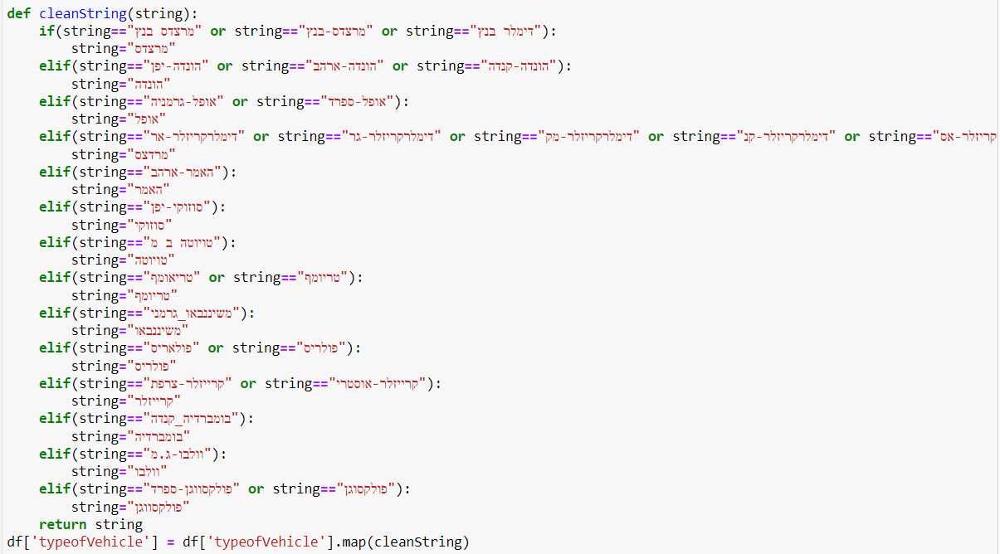 def cleanString(string):
    if(string=="מרצדס בנץ" or string=="מרצדס-בנץ" or string=="דימלר בנץ"):
        string="מרצדס"
    elif(string=="הונדה-יפן" or string=="הונדה-ארהב" or string=="הונדה-קנדה"):
        string="הונדה"
    elif(string=="אופל-גרמניה" or string=="אופל-ספרד"):
        string="אופל"
    elif(string=="דימלרקריזלר-אר" or string=="דימלרקריזלר-גר" or string=="דימלרקריזלר-מק" or string=="דימלרקריזלר-קנ" or string=="קריזלר-אס
        string="מרדצס"
    elif(string=="האמר-ארהב"):
        string="האמר"
    elif(string=="סוזוקי-יפן"):
        string="סוזוקי"
    elif(string=="טויוטה ב מ"):
        string="טויוטה"
    elif(string=="טריאומף" or string=="טריומף"):
        string="טריומף"
    elif(string=="משיננבאו_גרמני"):
        string="משיננבאו"
    elif(string=="פולאריס" or string=="פולריס"):
        string="פולריס"
    elif(string=="קרייזלר-צרפת" or string=="קרייזלר-אוסטרי"):
        string="קרייזלר"
    elif(string=="בומברדיה_קנדה"):
        string="בומברדיה"
    elif(string=="וולבו-ג.מ"):
        string="וולבו"
    elif(string=="פולקסווגן-ספרד" or string=="פולקסוגן"):
        string="פולקסווגן"
    return string
df['typeofVehicle'] = df['typeofVehicle'].map(cleanString)